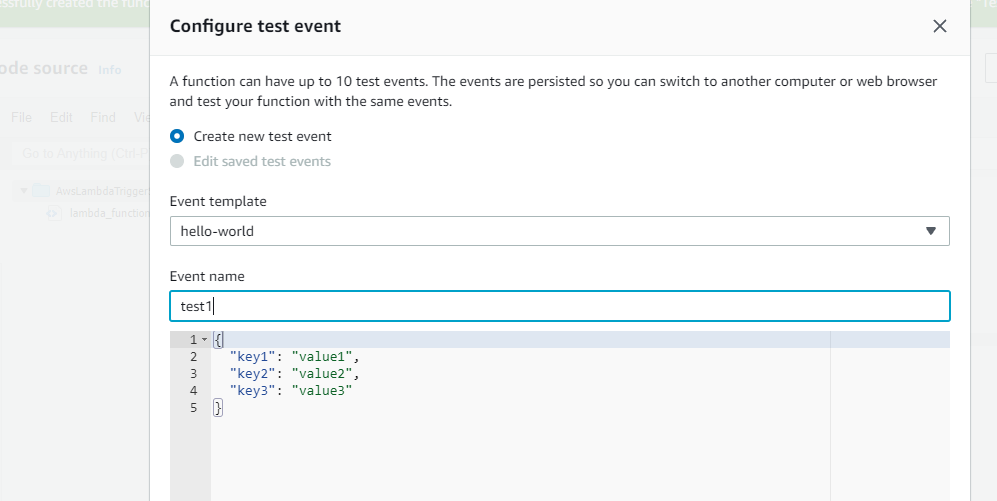 ssfully created the func
Configure test event
ode source Info
A function can have up to 10 test events. The events are persisted so you can switch to another computer or web browser
and test your function with the same events.
File Edit Find
Create new test event
Go to Anything (Ctrl-P
Edit saved test events
AwsLambdaTrigger
lambda_function
Event template
hello-world
Event name
test1
1 {
2 "key1": "value1",
3 "key2": "value2",
4 "key3": "value3"
5 }